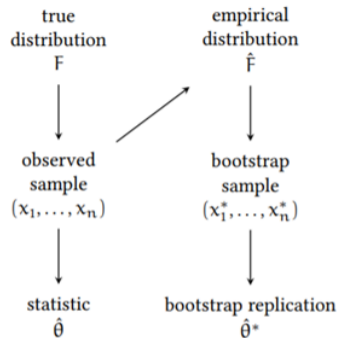 true
distribution
F
empirical
distribution
F̂
observed
sample
(x₁,...,xₙ)
bootstrap
sample
(x₁*,...,xₙ*)
statistic
θ̂
bootstrap replication
θ̂*